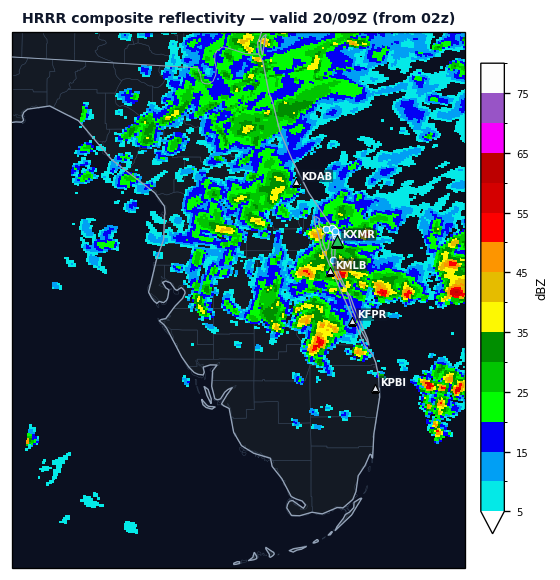 HRRR composite reflectivity — valid 20/09Z (from 02z)
KDAB
KXMR
KMLB
KFPR
KPBI
75
65
55
45
35
25
15
5
dBZ